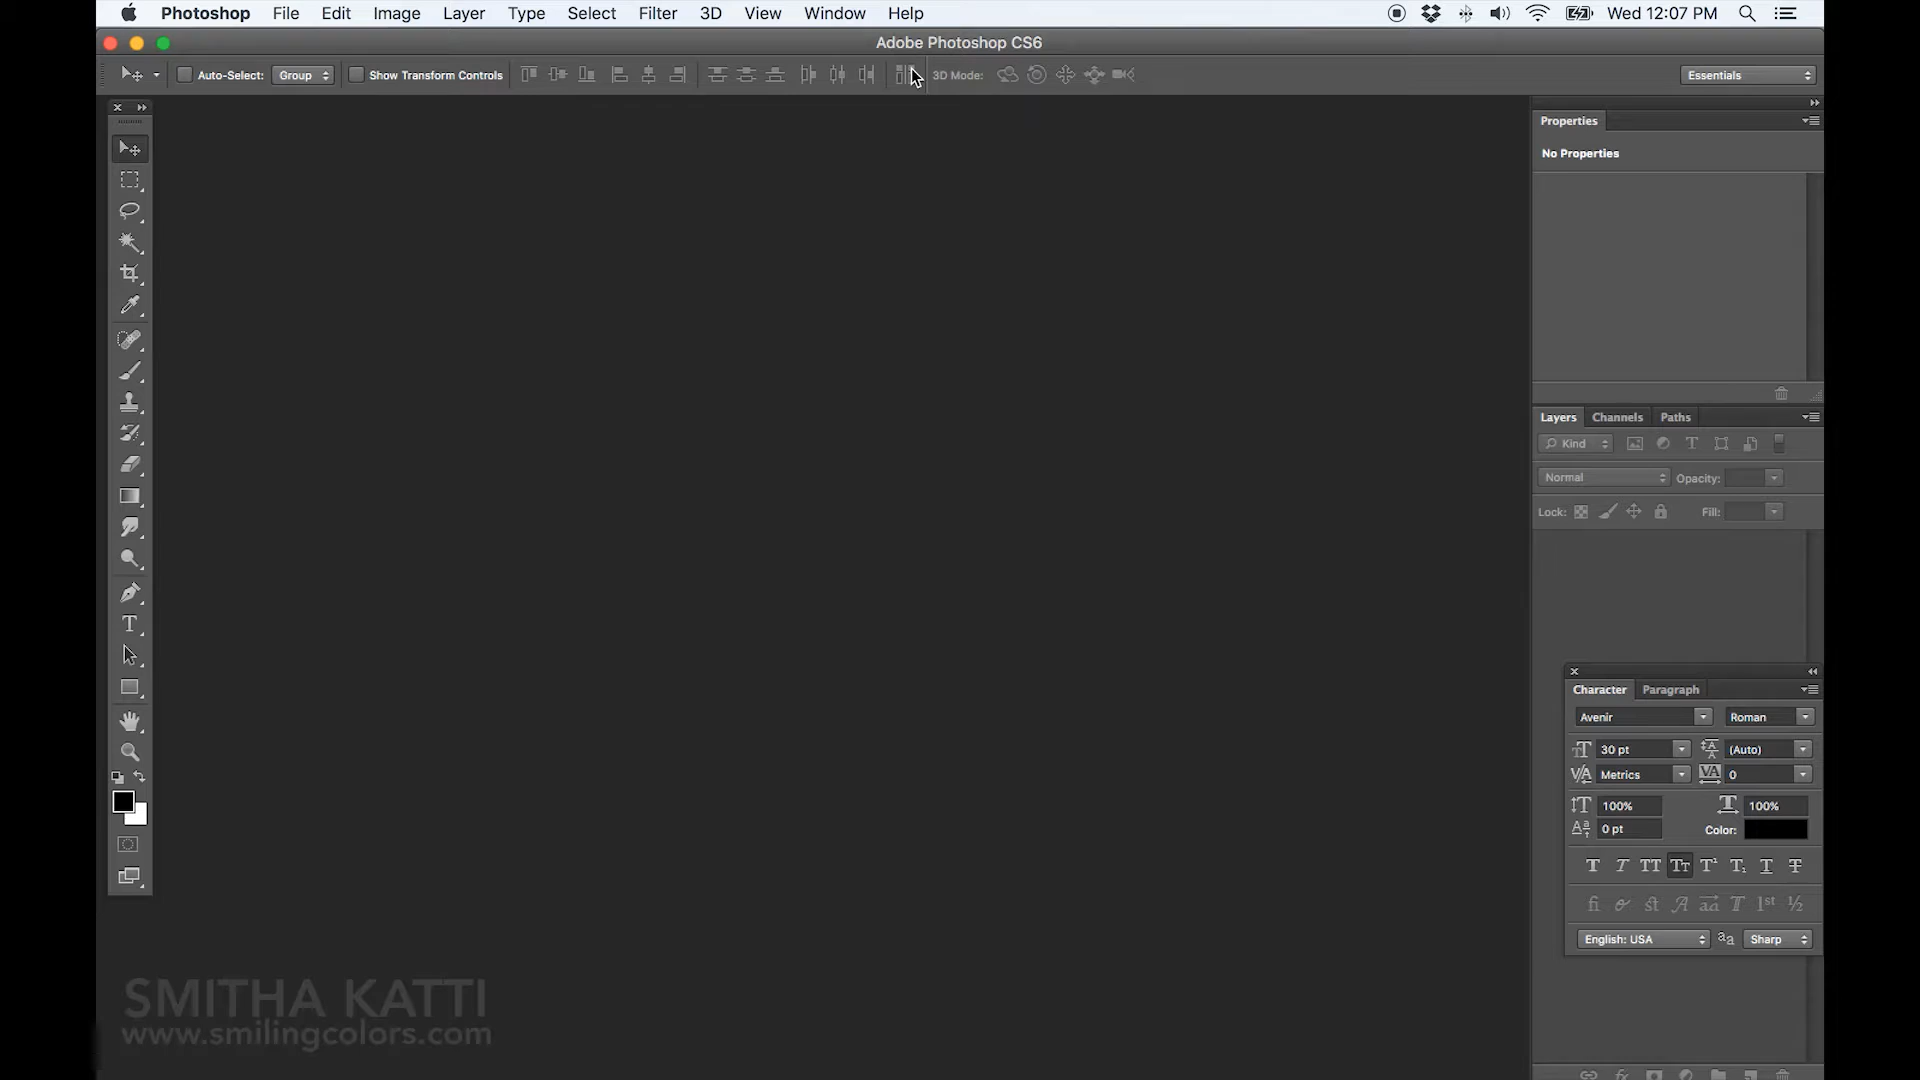 Photoshop File Edit Image Layer Type Select Filter 3D View Window Help Wed 12:07 PM
Adobe Photoshop CS6
Auto-Select: Group Show Transform Controls 3D Mode: Essentials
Properties
No Properties
Layers Channels Paths
Kind
Normal Opacity:
Lock: Fill:
Character Paragraph
Avenir Roman
30 pt (Auto)
Metrics 0
100% 100%
0 pt Color:
English: USA Sharp
SMITHA KATTI
www.smilingcolors.com